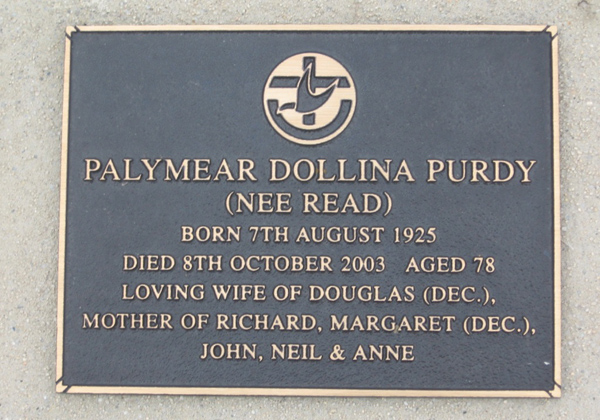 PALYMEAR DOLLINA PURDY
(NEE READ)
BORN 7TH AUGUST 1925
DIED 8TH OCTOBER 2003 AGED 78
LOVING WIFE OF DOUGLAS (DEC.),
MOTHER OF RICHARD, MARGARET (DEC.),
JOHN, NEIL & ANNE